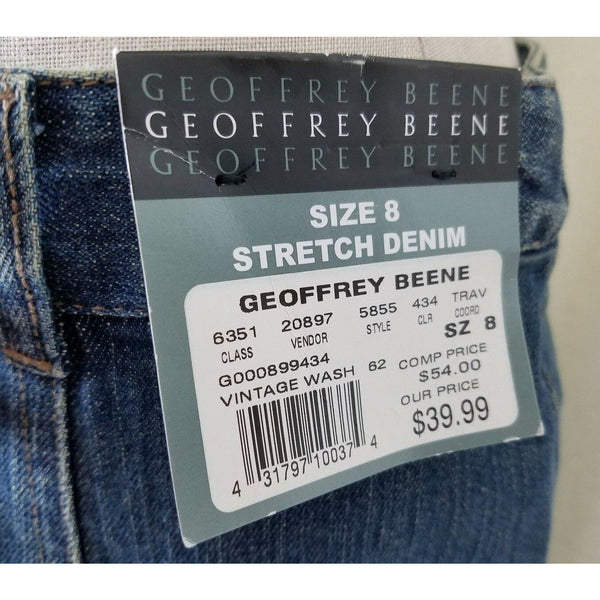 GEOFFREY BEENE
GEOFFREY BEENE
GEOFFREY BEENE
SIZE 8
STRETCH DENIM
GEOFFREY BEENE
6351 20897 5855 434 TRAV
CLASS VENDOR STYLE CLR COORD
G000899434 SZ 8
VINTAGE WASH 62 COMP PRICE
$54.00
OUR PRICE
$39.99
4 31797 10037 4